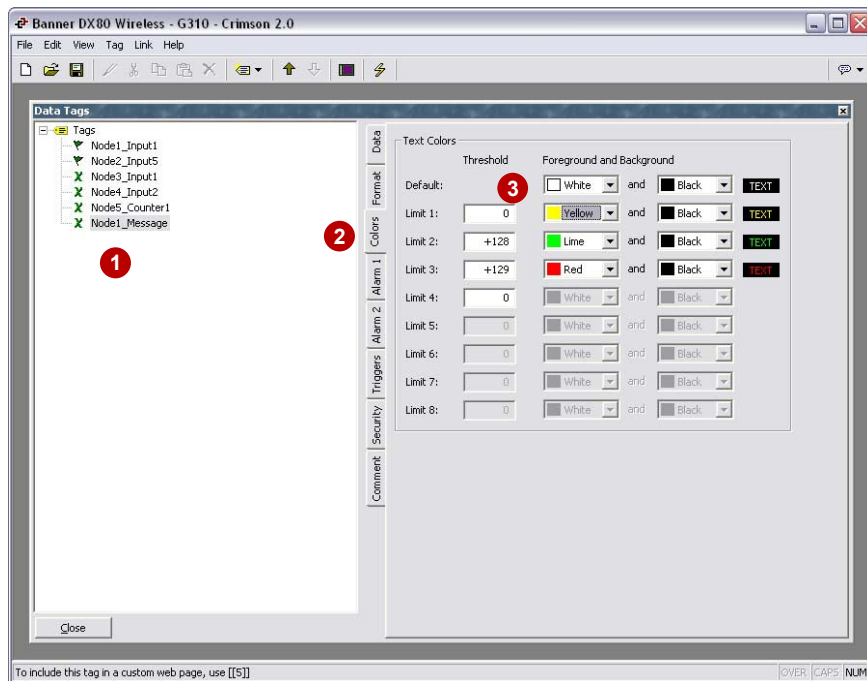 Banner DX80 Wireless - G310 - Crimson 2.0
File Edit View Tag Link Help
Data Tags
Tags
Node1_Input1
Node2_Input5
Node3_Input1
Node4_Input2
Node5_Counter1
Node1_Message
1
2
3
Data
Format
Colors
Alarm 1
Alarm 2
Triggers
Security
Comment
Text Colors
Threshold Foreground and Background
Default: White and Black TEXT
Limit 1: 0 Yellow and Black TEXT
Limit 2: +128 Lime and Black TEXT
Limit 3: +129 Red and Black TEXT
Limit 4: 0 White and Black
Limit 5: 0 White and Black
Limit 6: 0 White and Black
Limit 7: 0 White and Black
Limit 8: 0 White and Black
Close
To include this tag in a custom web page, use [[5]]
OVER CAPS NUM